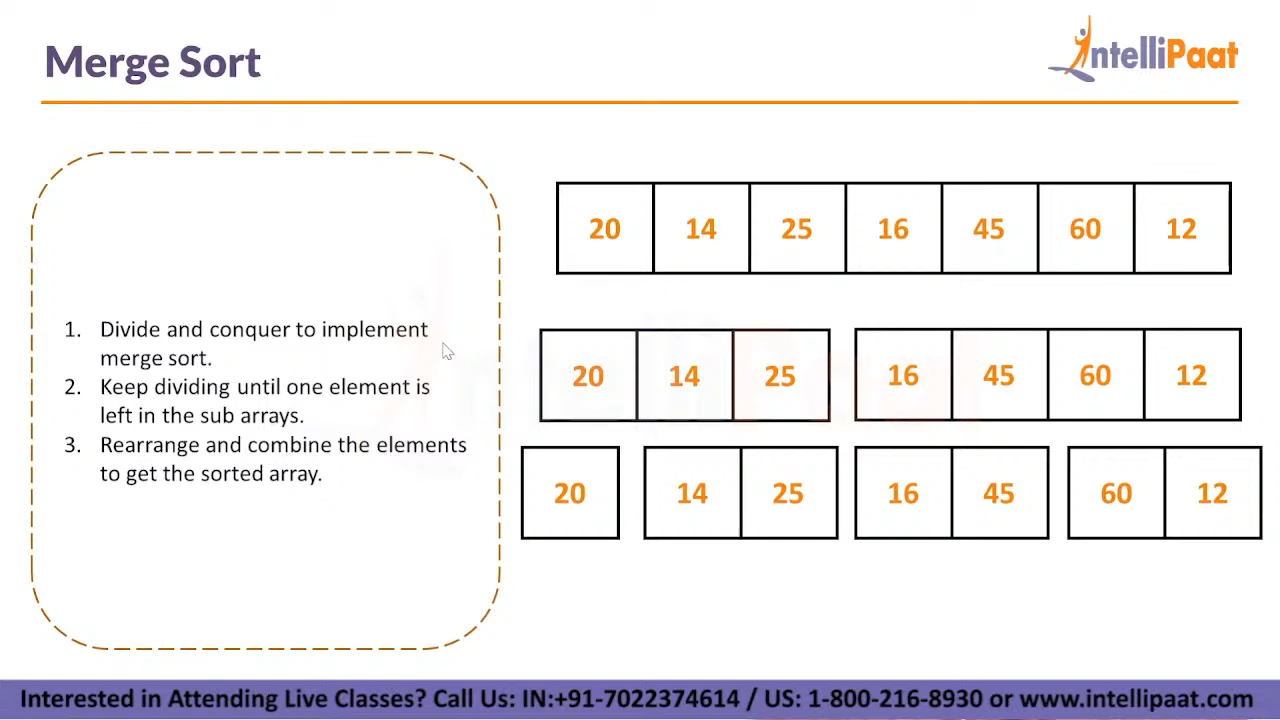 Merge Sort
IntelliPaat
20 14 25 16 45 60 12
1. Divide and conquer to implement
merge sort.
2. Keep dividing until one element is
left in the sub arrays.
3. Rearrange and combine the elements
to get the sorted array.
20 14 25 16 45 60 12
20 14 25 16 45 60 12
IntelliPaat
Interested in Attending Live Classes? Call Us: IN:+91-7022374614 / US: 1-800-216-8930 or www.intellipaat.com